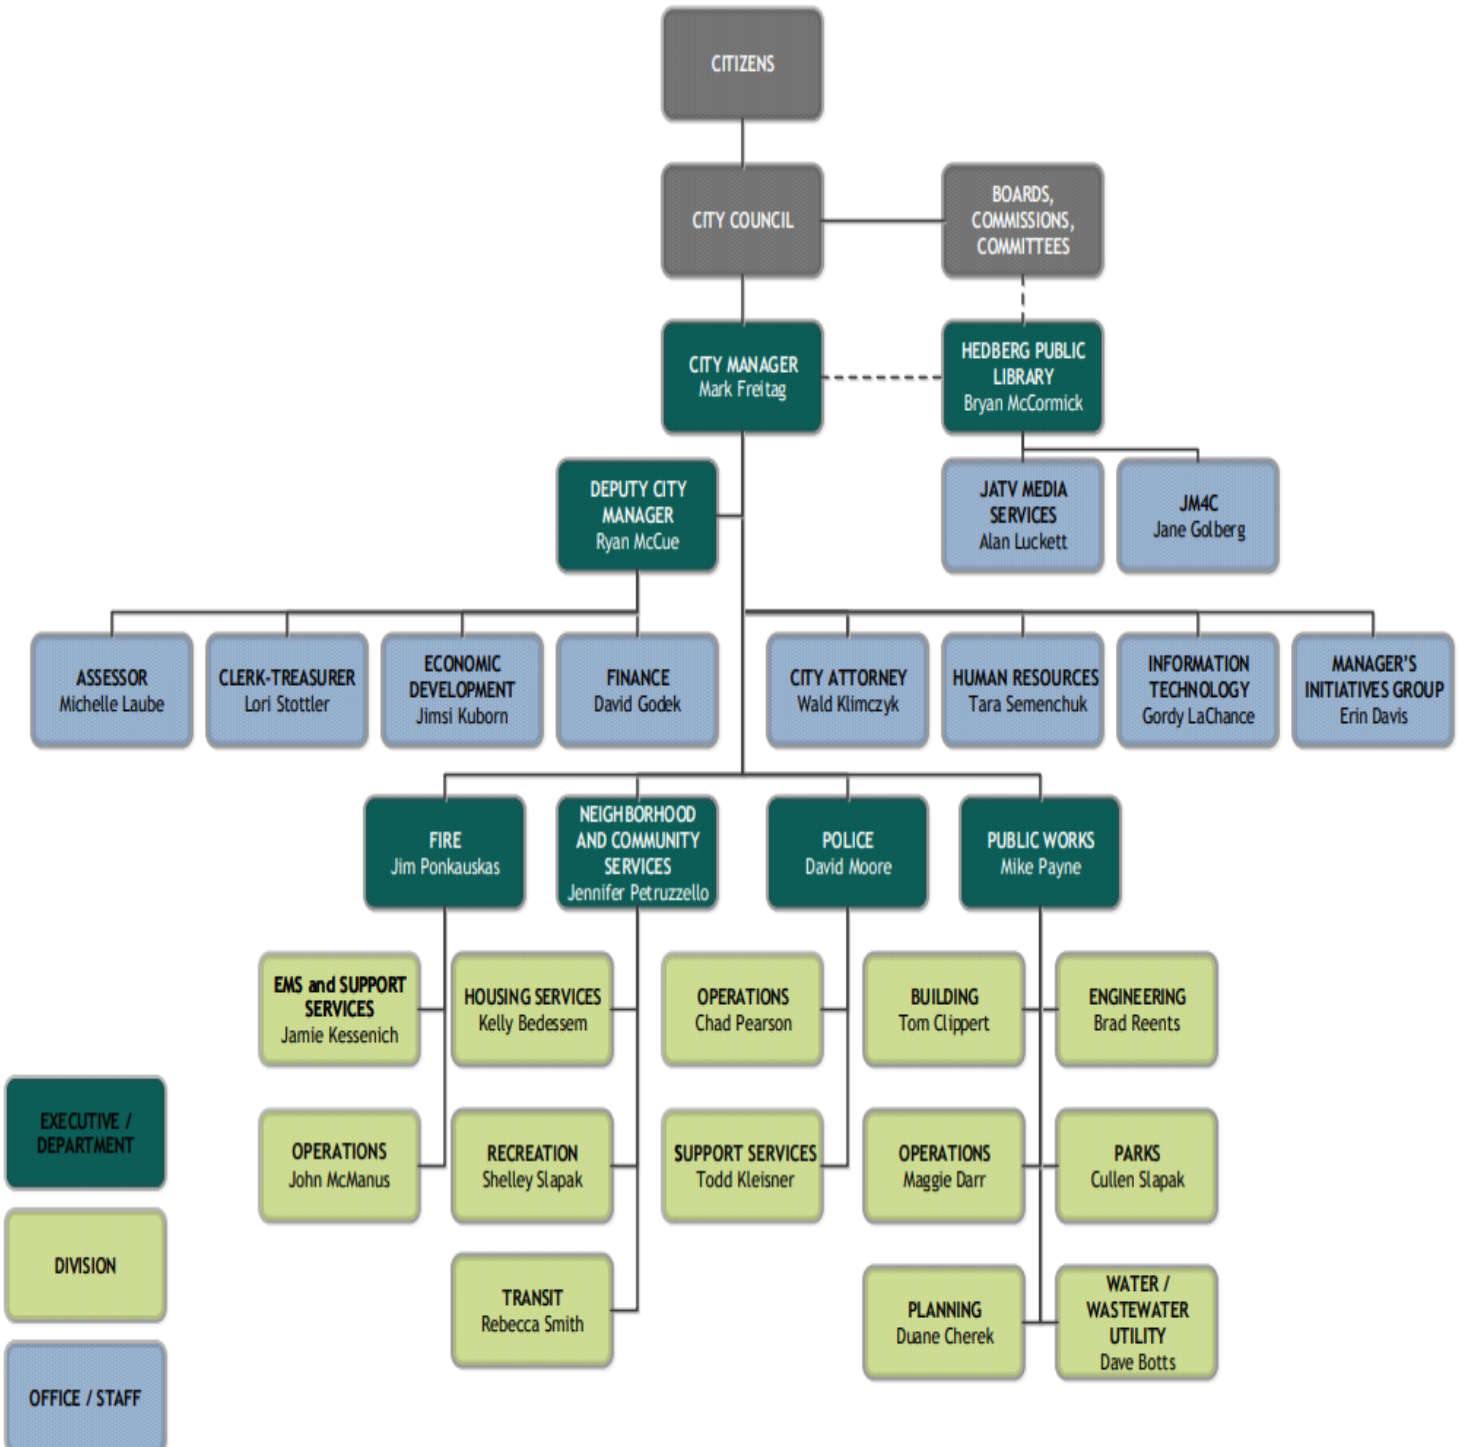 CITIZENS
CITY COUNCIL
BOARDS,
COMMISSIONS,
COMMITTEES
CITY MANAGER
Mark Freitag
HEDBERG PUBLIC
LIBRARY
Bryan McCormick
DEPUTY CITY
MANAGER
Ryan McCue
JATV MEDIA
SERVICES
Alan Luckett
JM4C
Jane Golberg
ASSESSOR
Michelle Laube
CLERK-TREASURER
Lori Stottler
ECONOMIC
DEVELOPMENT
Jimsi Kuborn
FINANCE
David Godek
CITY ATTORNEY
Wald Klimczyk
HUMAN RESOURCES
Tara Semenchuk
INFORMATION
TECHNOLOGY
Gordy LaChance
MANAGER'S
INITIATIVES GROUP
Erin Davis
FIRE
Jim Ponkauskas
NEIGHBORHOOD
AND COMMUNITY
SERVICES
Jennifer Petruzzello
POLICE
David Moore
PUBLIC WORKS
Mike Payne
EMS and SUPPORT
SERVICES
Jamie Kessenich
HOUSING SERVICES
Kelly Bedessem
OPERATIONS
Chad Pearson
BUILDING
Tom Clippert
ENGINEERING
Brad Reents
OPERATIONS
John McManus
RECREATION
Shelley Slapak
SUPPORT SERVICES
Todd Kleisner
OPERATIONS
Maggie Darr
PARKS
Cullen Slapak
TRANSIT
Rebecca Smith
PLANNING
Duane Cherek
WATER /
WASTEWATER
UTILITY
Dave Botts
EXECUTIVE /
DEPARTMENT
DIVISION
OFFICE / STAFF